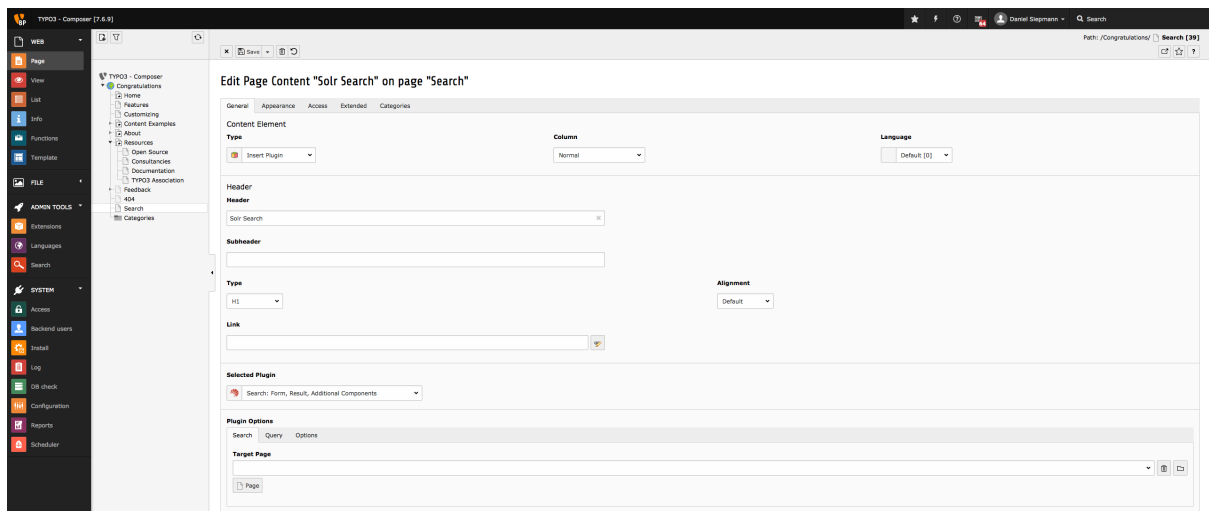 TYPO3 - Composer [7.6.9]
64
Daniel Siepmann
Search
WEB
Page
View
List
Info
Functions
Template
FILE
ADMIN TOOLS
Extensions
Languages
Search
SYSTEM
Access
Backend users
Install
Log
DB check
Configuration
Reports
Scheduler
TYPO3 - Composer
Congratulations
Home
Features
Customizing
Content Examples
About
Resources
Open Source
Consultancies
Documentation
TYPO3 Association
Feedback
404
Search
Categories
Path: /Congratulations/ Search [39]
Save
Edit Page Content "Solr Search" on page "Search"
General Appearance Access Extended Categories
Content Element
Type Column Language
Insert Plugin Normal Default [0]
Header
Header
Solr Search
Subheader
Type Alignment
H1 Default
Link
Selected Plugin
Search: Form, Result, Additional Components
Plugin Options
Search Query Options
Target Page
Page